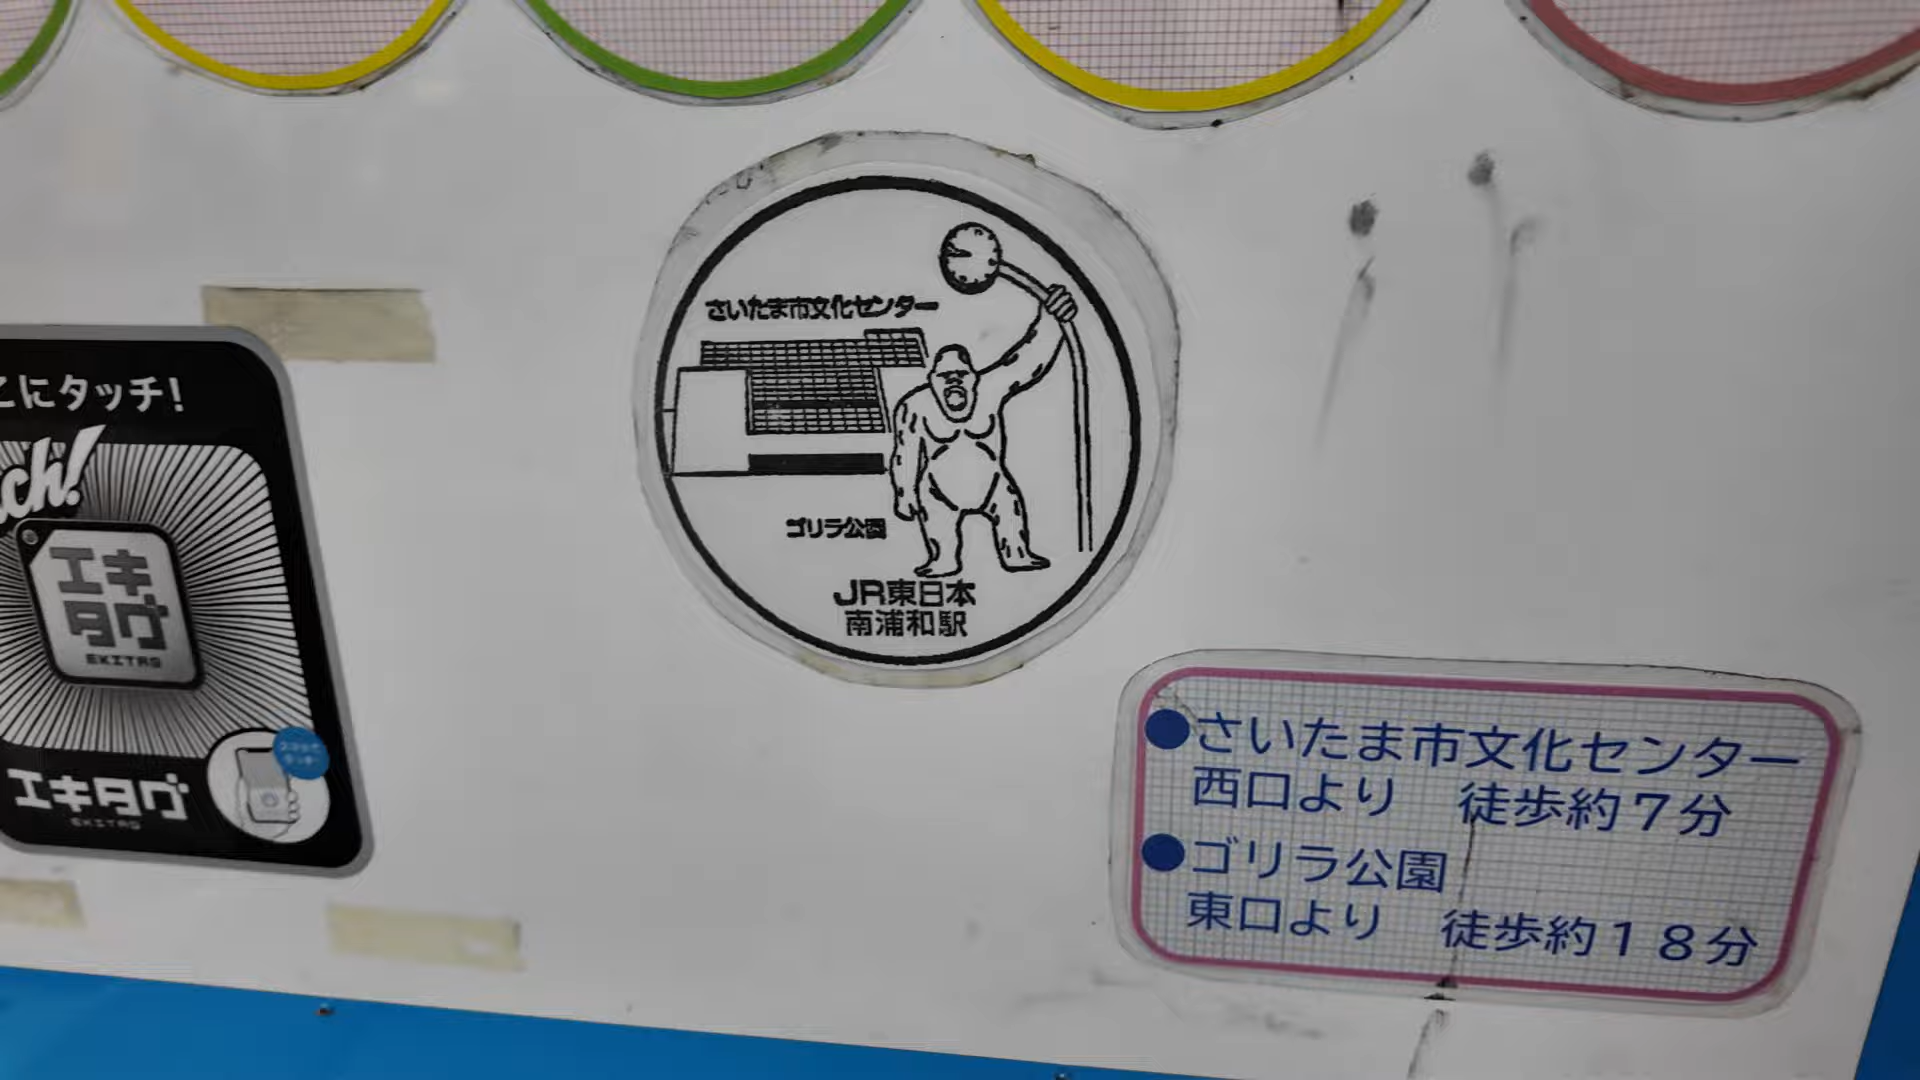 こにタッチ!
ch!
エキ
タグ
EKITAG
エキタグ
EKITAG
さいたま市文化センター
ゴリラ公園
JR東日本
南浦和駅
●さいたま市文化センター
西口より 徒歩約7分
●ゴリラ公園
東口より 徒歩約18分